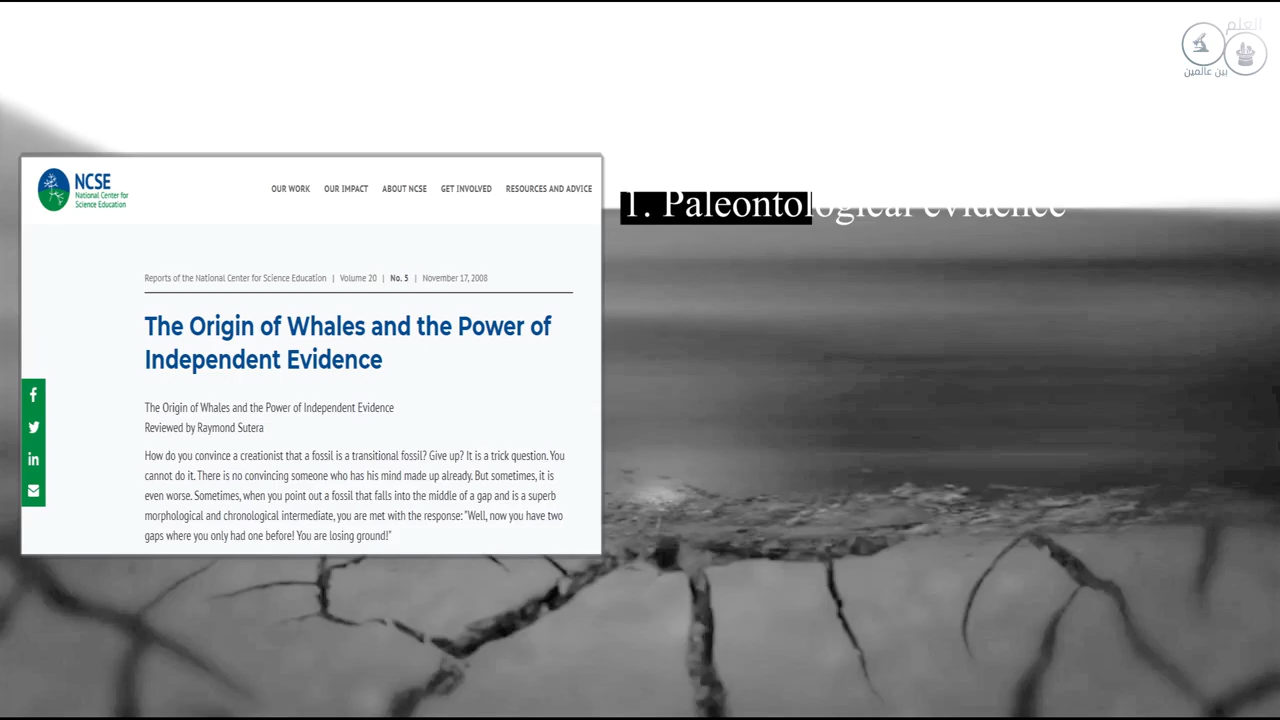 العلم
بين عالمين
NCSE
National Center for
Science Education
OUR WORK OUR IMPACT ABOUT NCSE GET INVOLVED RESOURCES AND ADVICE
1. Paleontological evidence
Reports of the National Center for Science Education | Volume 20 | No. 5 | November 17, 2008
The Origin of Whales and the Power of
Independent Evidence
The Origin of Whales and the Power of Independent Evidence
Reviewed by Raymond Sutera
How do you convince a creationist that a fossil is a transitional fossil? Give up? It is a trick question. You
cannot do it. There is no convincing someone who has his mind made up already. But sometimes, it is
even worse. Sometimes, when you point out a fossil that falls into the middle of a gap and is a superb
morphological and chronological intermediate, you are met with the response: "Well, now you have two
gaps where you only had one before! You are losing ground!"